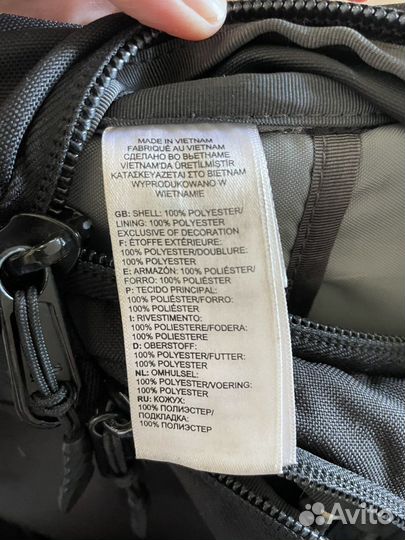 MADE IN VIETNAM
FABRIQUÉ AU VIETNAM
СДЕЛАНО ВО ВЬЕТНАМЕ
VIETNAM'DA ÜRETİLMİŞTİR
ΚΑΤΑΣΚΕΥΑΖΕΤΑΙ ΣΤΟ ΒΙΕΤΝΑΜ
WYPRODUKOWANO W
WIETNAMIE
GB: SHELL: 100% POLYESTER/
LINING: 100% POLYESTER
EXCLUSIVE OF DECORATION
F: ÉTOFFE EXTÉRIEURE:
100% POLYESTER/DOUBLURE:
100% POLYESTER
E: ARMAZÓN: 100% POLIÉSTER/
FORRO: 100% POLIÉSTER
P: TECIDO PRINCIPAL:
100% POLIÉSTER/FORRO:
100% POLIÉSTER
I: RIVESTIMENTO:
100% POLIESTERE/FODERA:
100% POLIESTERE
D: OBERSTOFF:
100% POLYESTER/FUTTER:
100% POLYESTER
NL: OMHULSEL:
100% POLYESTER/VOERING:
100% POLYESTER
RU: КОЖУХ:
100% ПОЛИЭСТЕР/
ПОДКЛАДКА:
100% ПОЛИЭСТЕР
Avito